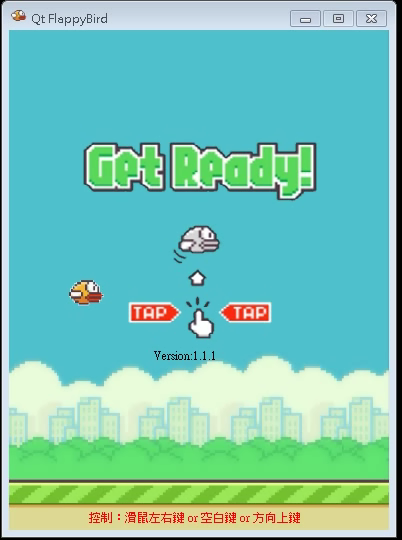 Qt FlappyBird
Get Ready!
TAP TAP
Version:1.1.1
控制：滑鼠左右鍵 or 空白鍵 or 方向上鍵